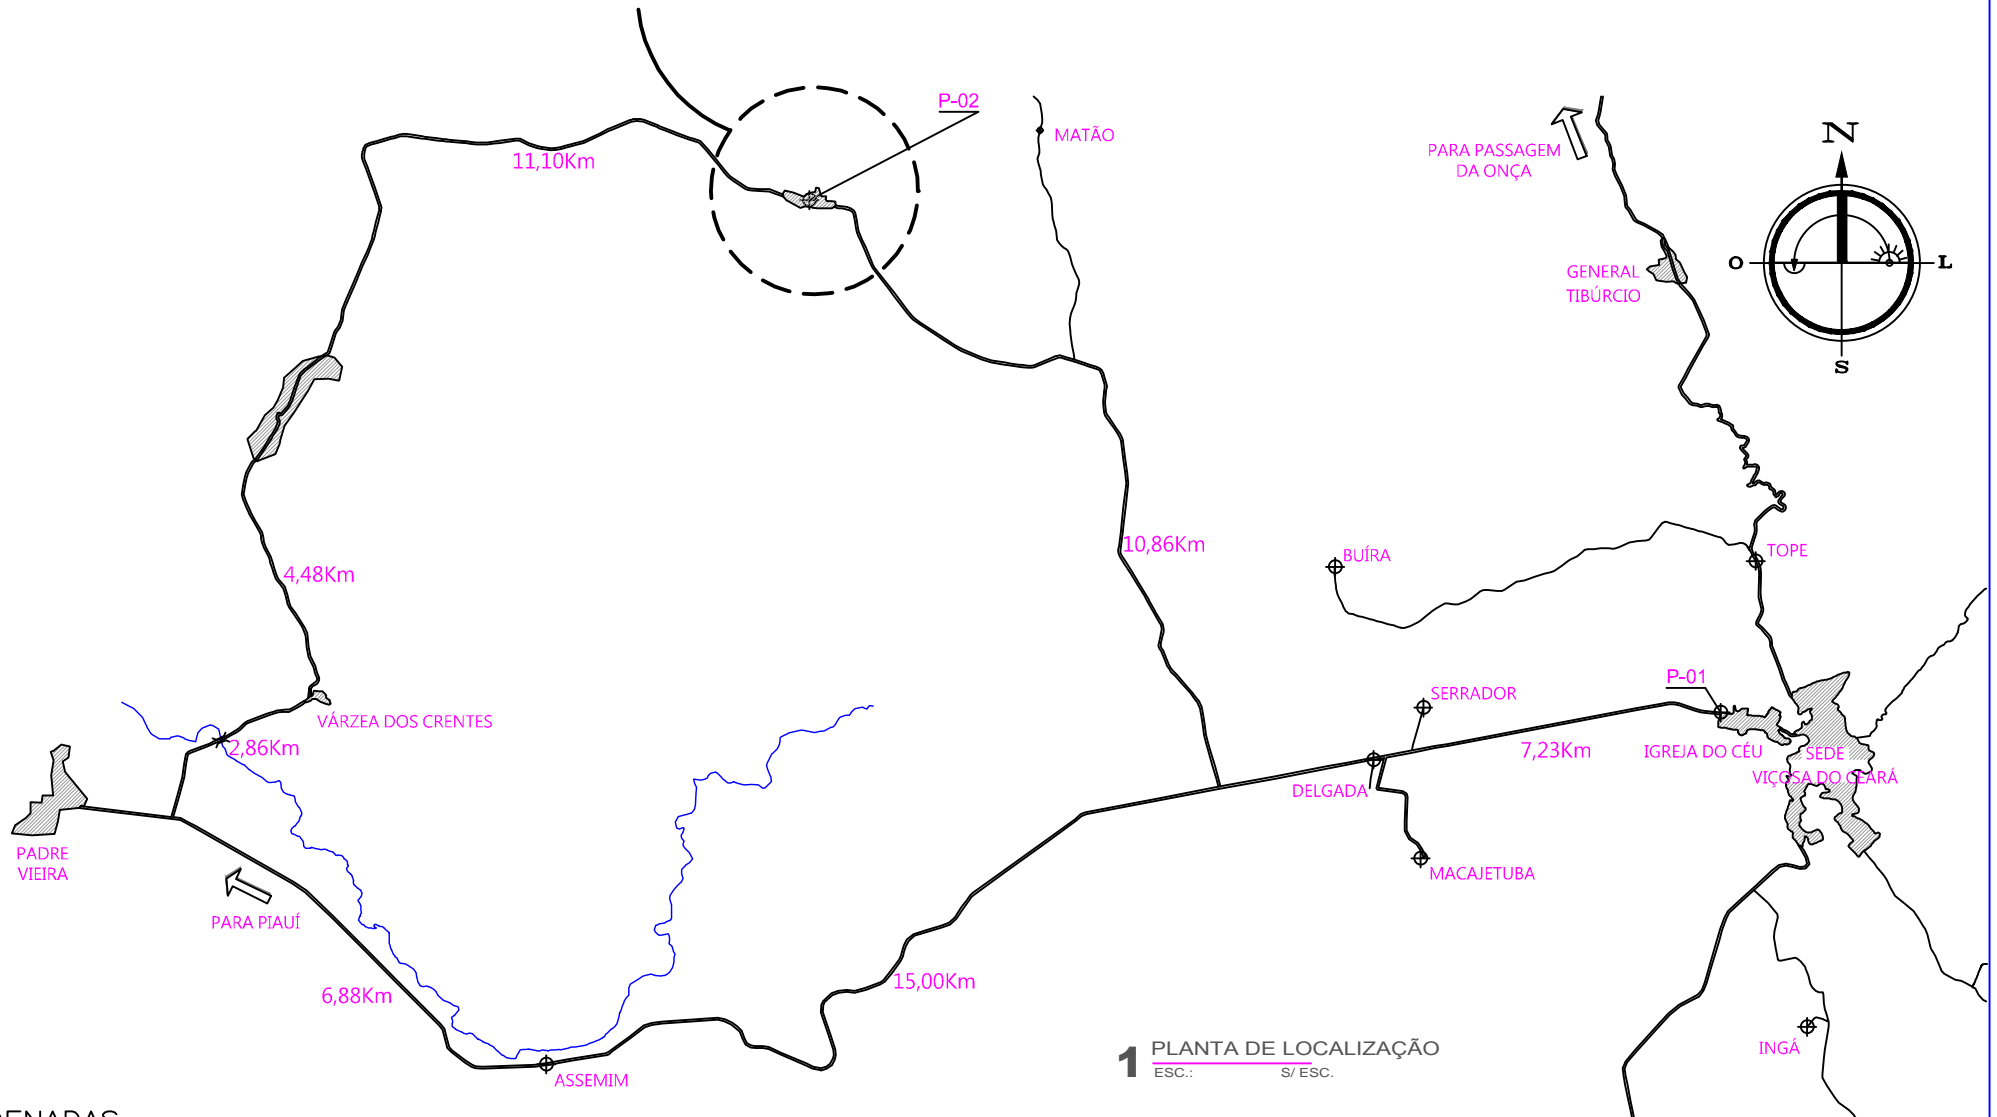 P-02
MATÃO
11,10Km
PARA PASSAGEM
DA ONÇA
N
O
L
S
GENERAL
TIBÚRCIO
10,86Km
BUÍRA
TOPE
4,48Km
P-01
SERRADOR
VÁRZEA DOS CRENTES
2,86Km
7,23Km
IGREJA DO CÉU
SEDE
VIÇOSA DO CEARÁ
DELGADA
PADRE
VIEIRA
MACAJETUBA
PARA PIAUÍ
15,00Km
6,88Km
INGÁ
ASSEMIM
1 PLANTA DE LOCALIZAÇÃO
ESC.: S/ ESC.